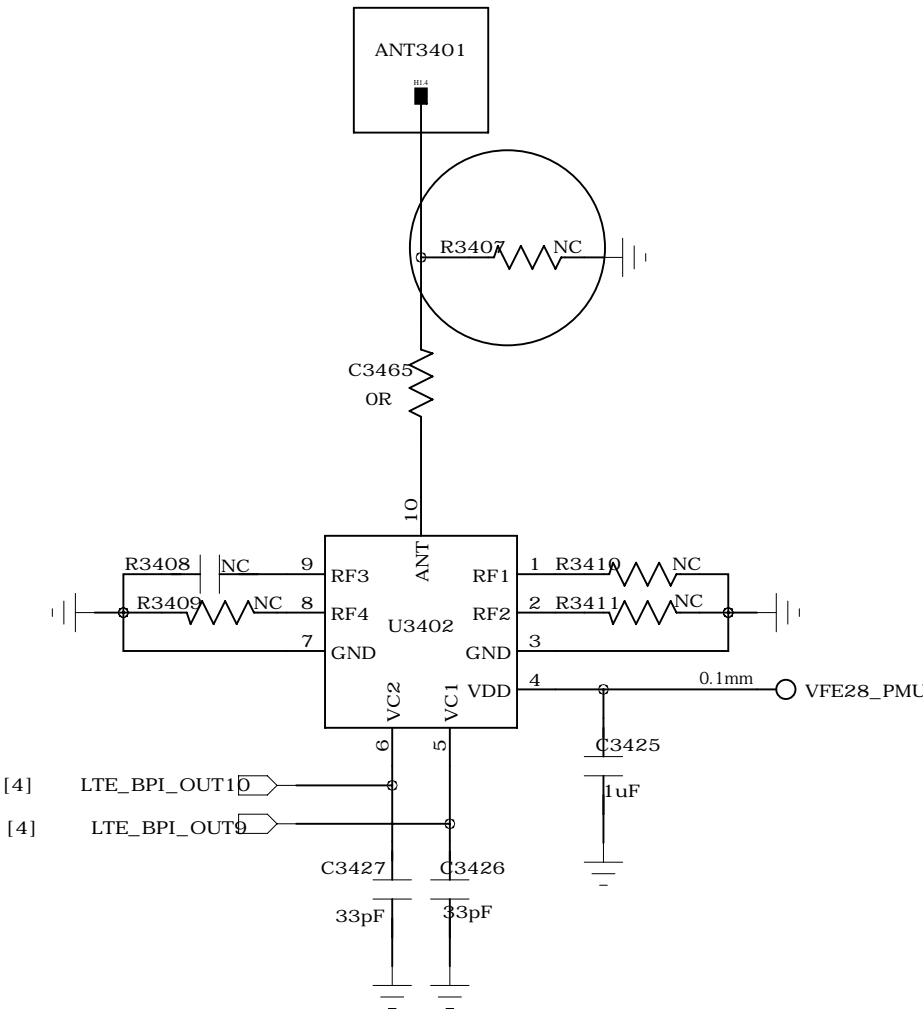 ANT3401
H1.4
R3407 NC
C3465
0R
10
ANT
R3408 NC 9 RF3
RF1 1 R3410 NC
R3409 NC 8 RF4
RF2 2 R3411 NC
U3402
7 GND
GND 3
VDD 4 0.1mm VFE28_PMU
VC2
VC1
6
5
C3425
1uF
[4] LTE_BPI_OUT10
[4] LTE_BPI_OUT9
C3427 C3426
33pF 33pF